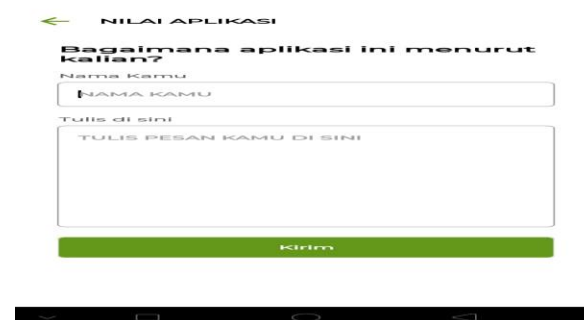 NILAI APLIKASI
Bagaimana aplikasi ini menurut
kalian?
Nama Kamu
NAMA KAMU
Tulis di sini
TULIS PESAN KAMU DI SINI
Kirim